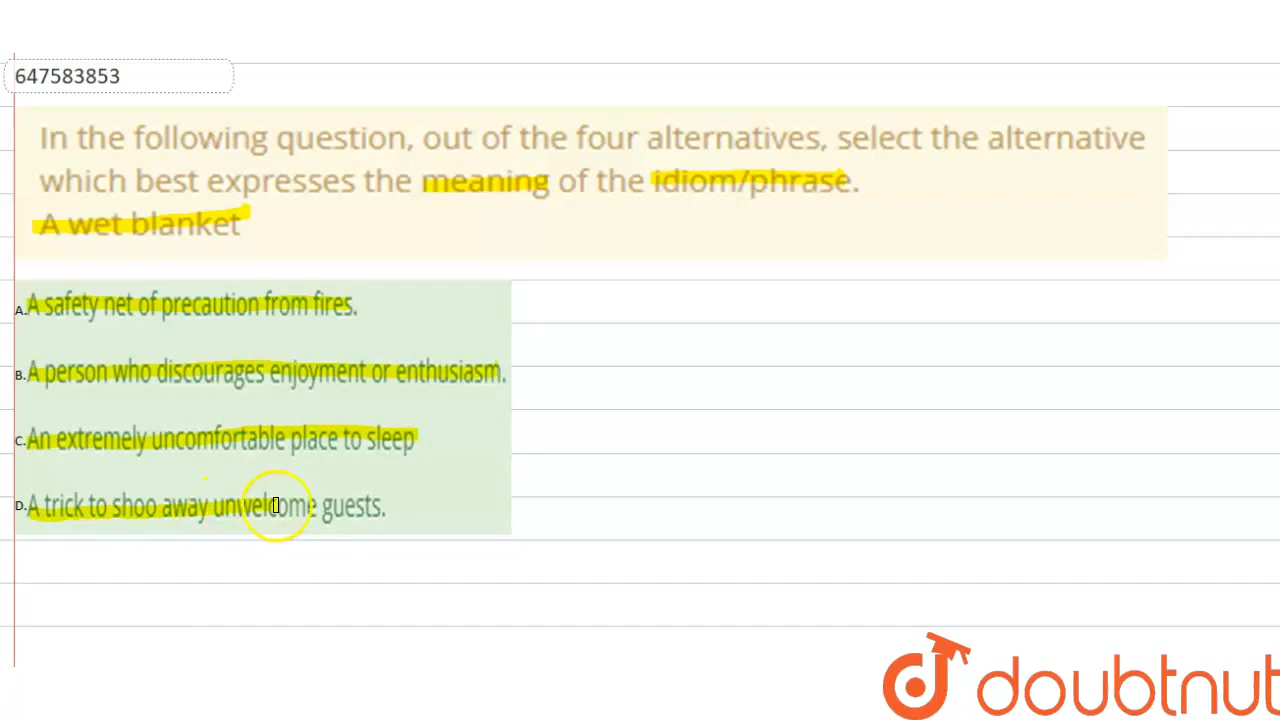 647583853
In the following question, out of the four alternatives, select the alternative
which best expresses the meaning of the idiom/phrase.
A wet blanket
A. A safety net of precaution from fires.
B. A person who discourages enjoyment or enthusiasm.
C. An extremely uncomfortable place to sleep
D. A trick to shoo away unwelcome guests.
doubtnut